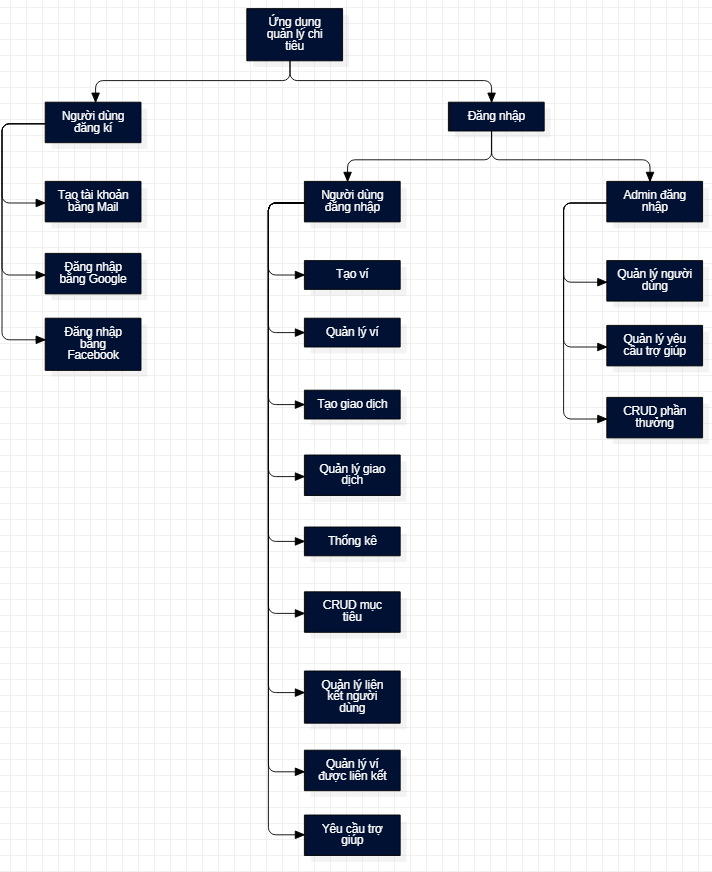 Ứng dụng
quản lý chi
tiêu
Người dùng
đăng kí
Đăng nhập
Tạo tài khoản
bằng Mail
Đăng nhập
bằng Google
Đăng nhập
bằng
Facebook
Người dùng
đăng nhập
Tạo ví
Quản lý ví
Tạo giao dịch
Quản lý giao
dịch
Thống kê
CRUD mục
tiêu
Quản lý liên
kết người
dùng
Quản lý ví
được liên kết
Yêu cầu trợ
giúp
Admin đăng
nhập
Quản lý người
dùng
Quản lý yêu
cầu trợ giúp
CRUD phần
thưởng